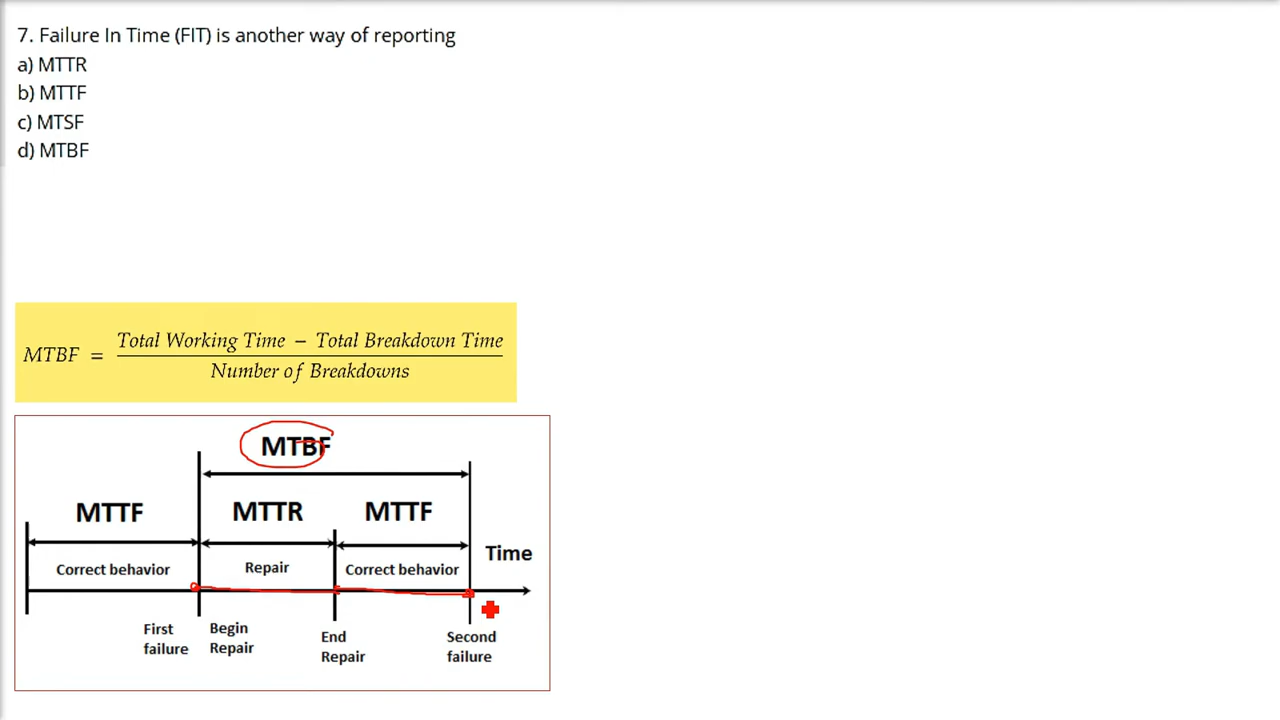 7. Failure In Time (FIT) is another way of reporting
a) MTTR
b) MTTF
c) MTSF
d) MTBF
MTBF = Total Working Time − Total Breakdown Time
Number of Breakdowns
MTBF
MTTF MTTR MTTF
Time
Correct behavior Repair Correct behavior
First failure
Begin Repair
End Repair
Second failure